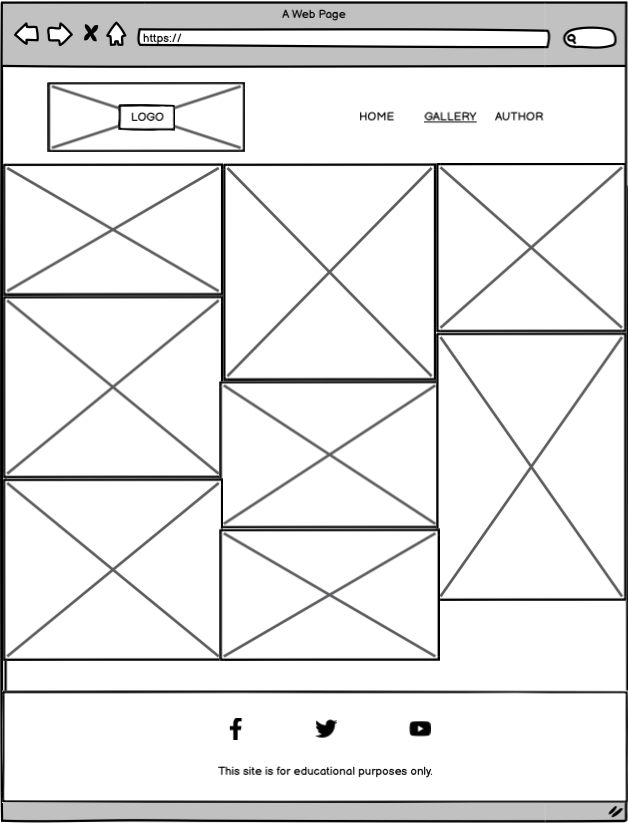 A Web Page
https://
LOGO
HOME GALLERY AUTHOR
This site is for educational purposes only.